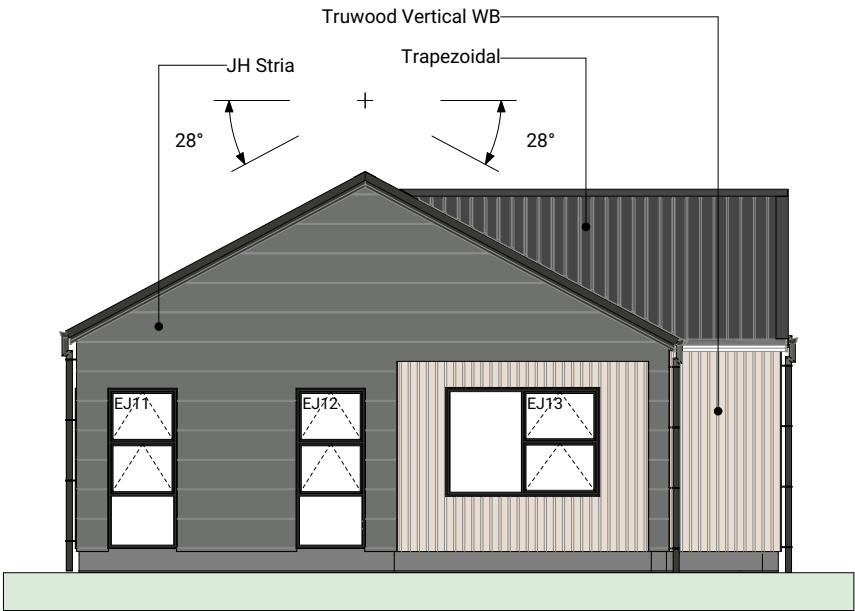 Truwood Vertical WB
Trapezoidal
JH Stria
28°
28°
EJ11
EJ12
EJ13